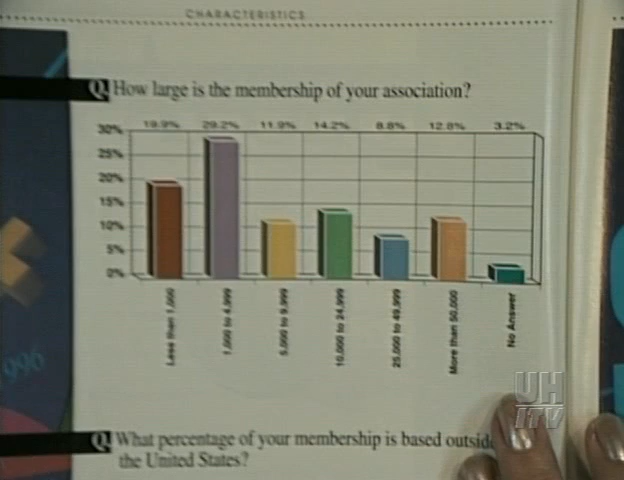 CHARACTERISTICS
Q. How large is the membership of your association?
19.9% 29.2% 11.9% 14.2% 8.8% 12.8% 3.2%
30%
25%
20%
15%
10%
5%
0%
Less than 1,000
1,000 to 4,999
5,000 to 9,999
10,000 to 24,999
25,000 to 49,999
More than 50,000
No Answer
996
UH
ITV
Q. What percentage of your membership is based outside
the United States?